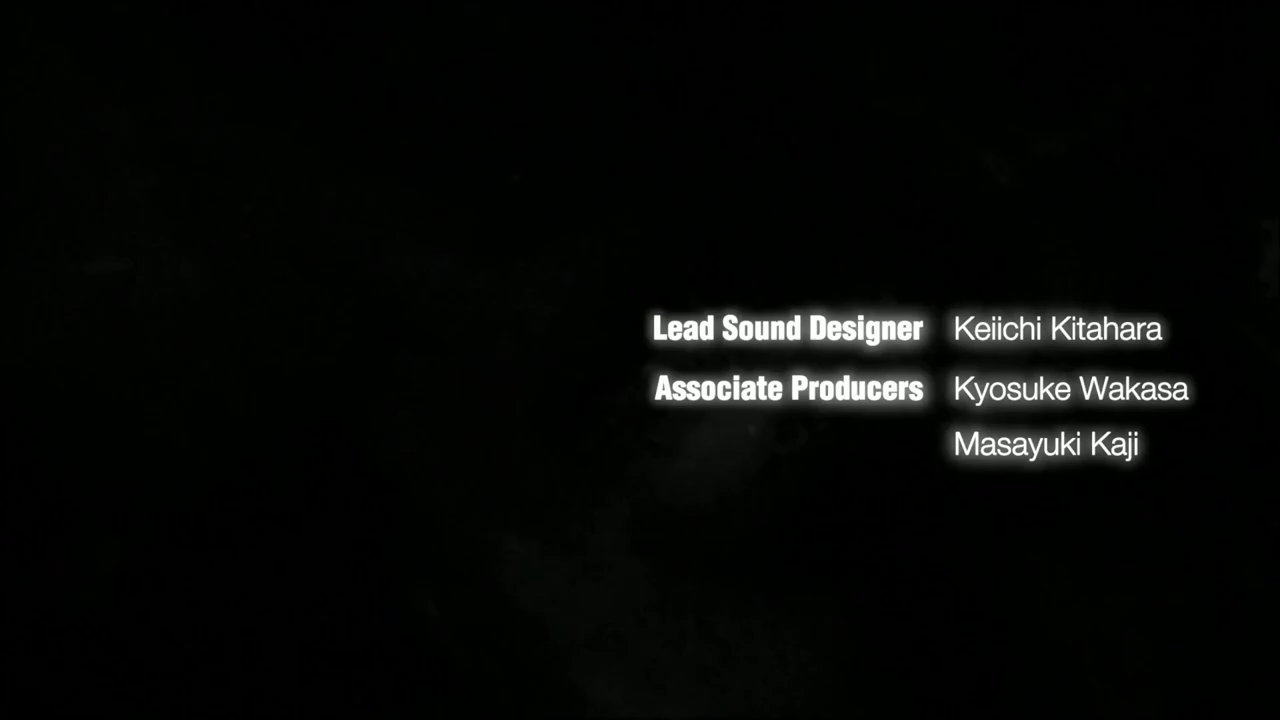 Lead Sound Designer Keiichi Kitahara
Associate Producers Kyosuke Wakasa
Masayuki Kaji